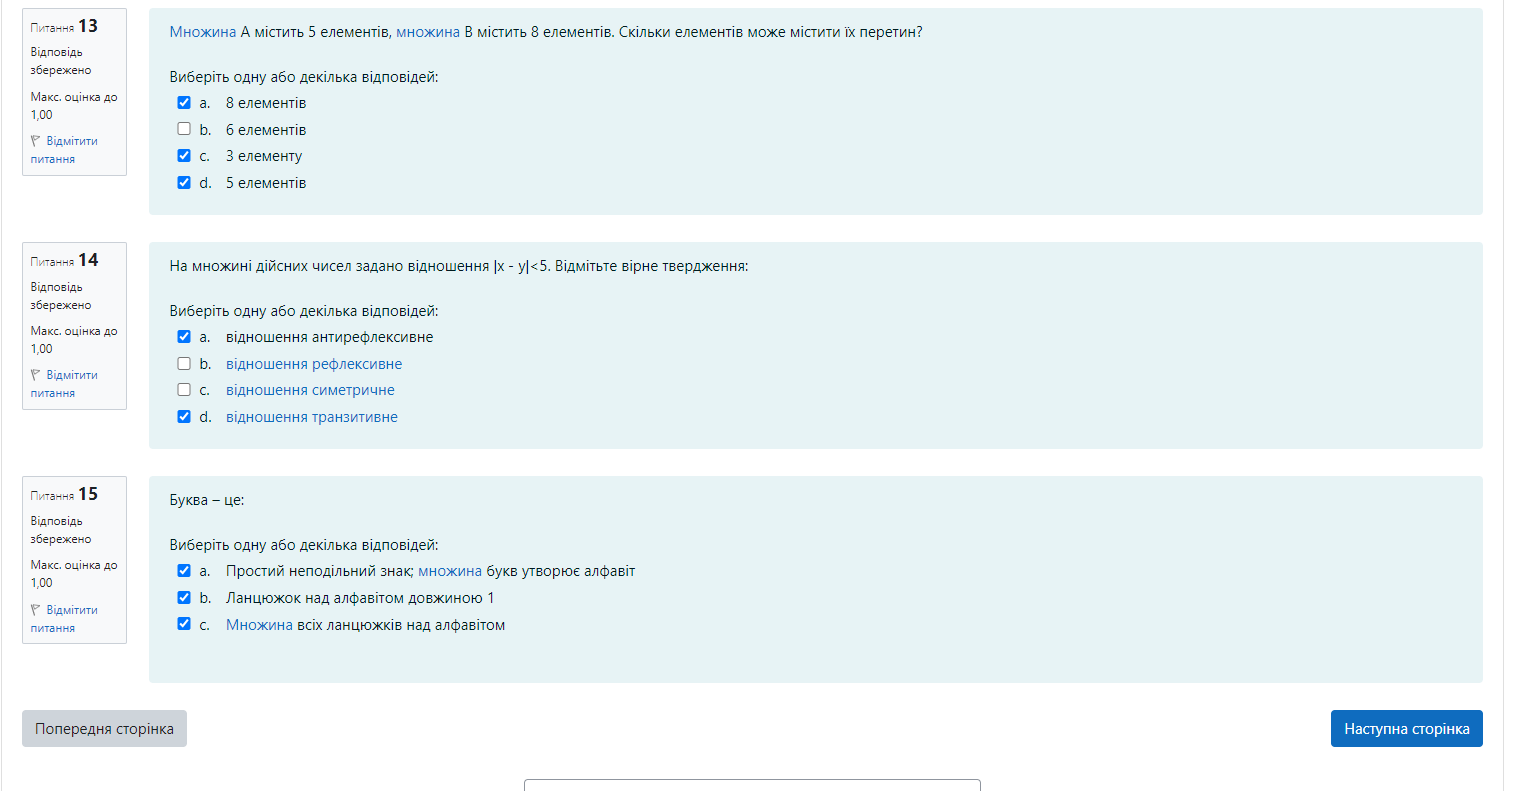 Питання 13
Відповідь
збережено
Макс. оцінка до
1,00
Відмітити
питання
Множина А містить 5 елементів, множина В містить 8 елементів. Скільки елементів може містити їх перетин?
Виберіть одну або декілька відповідей:
a. 8 елементів
b. 6 елементів
c. 3 елементу
d. 5 елементів
Питання 14
Відповідь
збережено
Макс. оцінка до
1,00
Відмітити
питання
На множині дійсних чисел задано відношення |x - y|<5. Відмітьте вірне твердження:
Виберіть одну або декілька відповідей:
a. відношення антирефлексивне
b. відношення рефлексивне
c. відношення симетричне
d. відношення транзитивне
Питання 15
Відповідь
збережено
Макс. оцінка до
1,00
Відмітити
питання
Буква – це:
Виберіть одну або декілька відповідей:
a. Простий неподільний знак; множина букв утворює алфавіт
b. Ланцюжок над алфавітом довжиною 1
c. Множина всіх ланцюжків над алфавітом
Попередня сторінка
Наступна сторінка